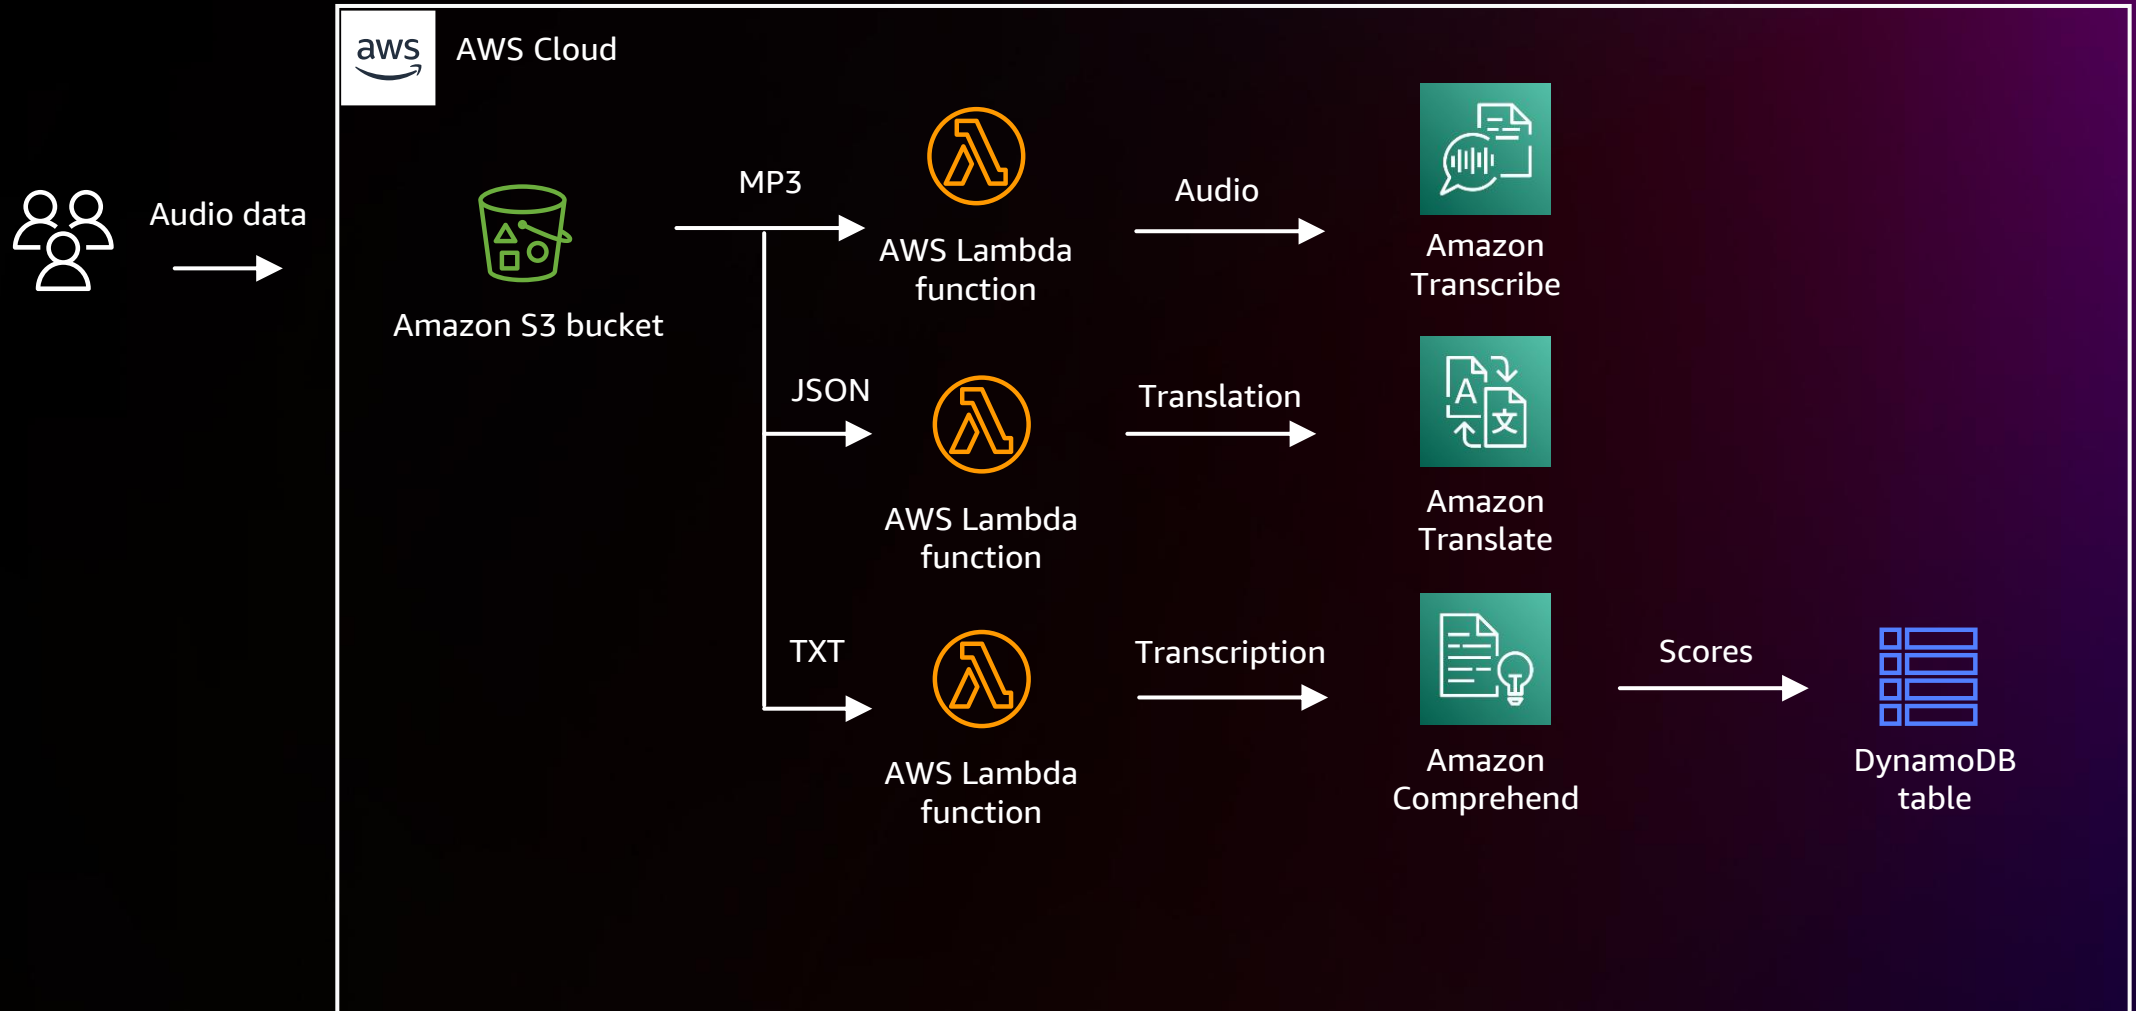 aws
AWS Cloud
Audio data
Amazon S3 bucket
MP3
AWS Lambda
function
Audio
Amazon
Transcribe
JSON
AWS Lambda
function
Translation
A
文
Amazon
Translate
TXT
AWS Lambda
function
Transcription
Amazon
Comprehend
Scores
DynamoDB
table